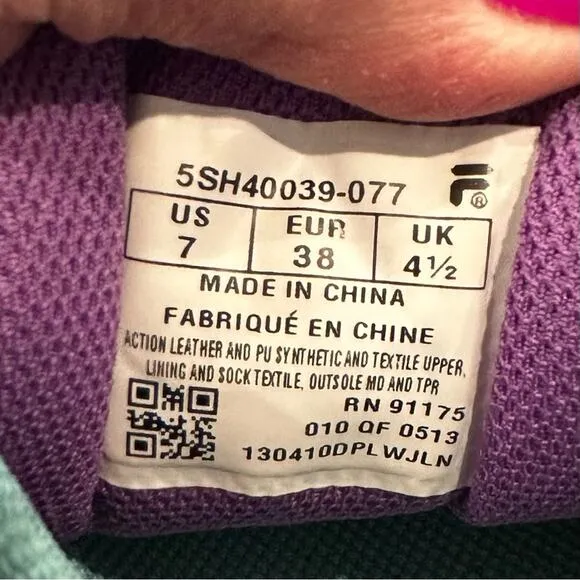 5SH40039-077
F®
US EUR UK
7 38 4½
MADE IN CHINA
FABRIQUÉ EN CHINE
ACTION LEATHER AND PU SYNTHETIC AND TEXTILE UPPER,
LINING AND SOCK TEXTILE, OUTSOLE MD AND TPR
RN 91175
010 QF 0513
130410DPLWJLN